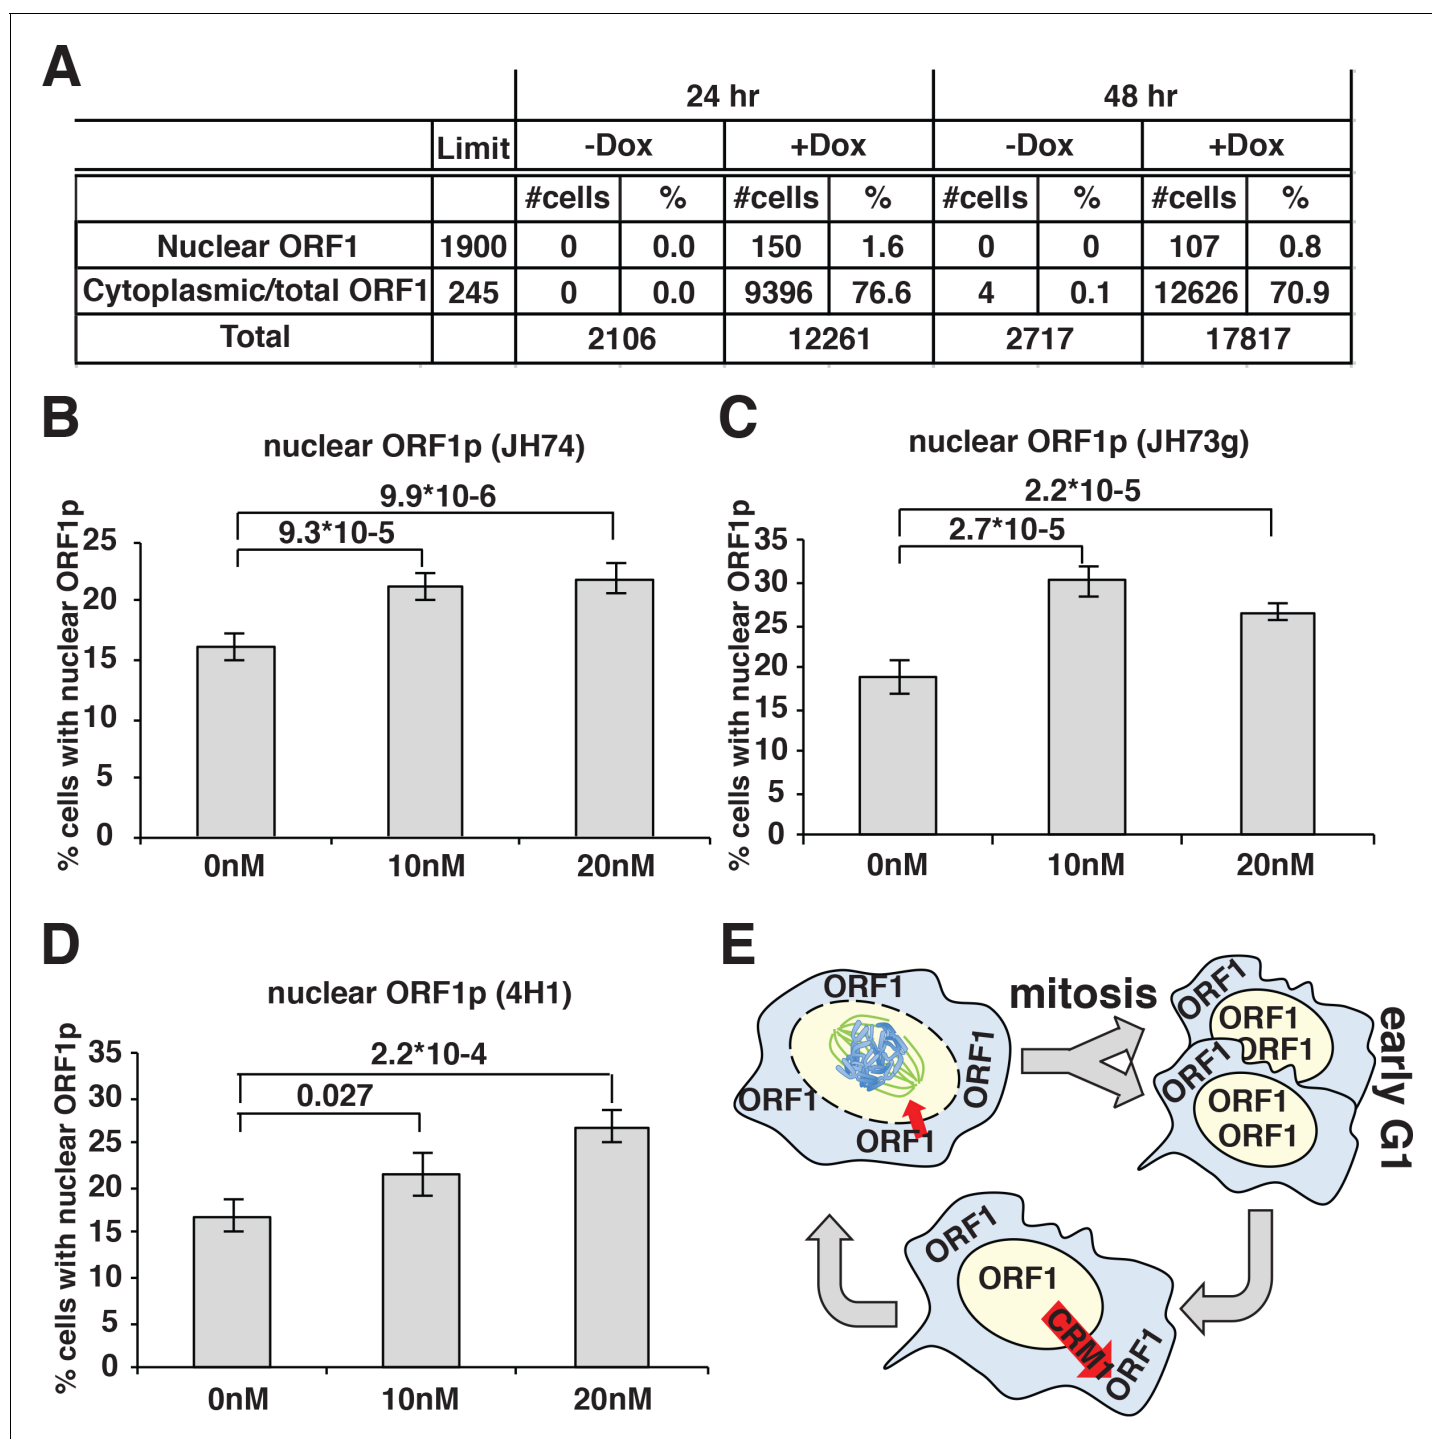 A
24 hr 48 hr
Limit -Dox +Dox -Dox +Dox
#cells % #cells % #cells % #cells %
Nuclear ORF1 1900 0 0.0 150 1.6 0 0 107 0.8
Cytoplasmic/total ORF1 245 0 0.0 9396 76.6 4 0.1 12626 70.9
Total 2106 12261 2717 17817
B
nuclear ORF1p (JH74)
9.9*10-6
9.3*10-5
% cells with nuclear ORF1p
25
20
15
10
5
0
0nM 10nM 20nM
C
nuclear ORF1p (JH73g)
2.2*10-5
2.7*10-5
% cells with nuclear ORF1p
35
30
25
20
15
10
5
0
0nM 10nM 20nM
D
nuclear ORF1p (4H1)
2.2*10-4
0.027
% cells with nuclear ORF1p
35
30
25
20
15
10
5
0
0nM 10nM 20nM
E
ORF1
ORF1
ORF1
ORF1
mitosis
ORF1
ORF1
ORF1
ORF1
ORF1
ORF1
early G1
ORF1
ORF1
CRM1
ORF1